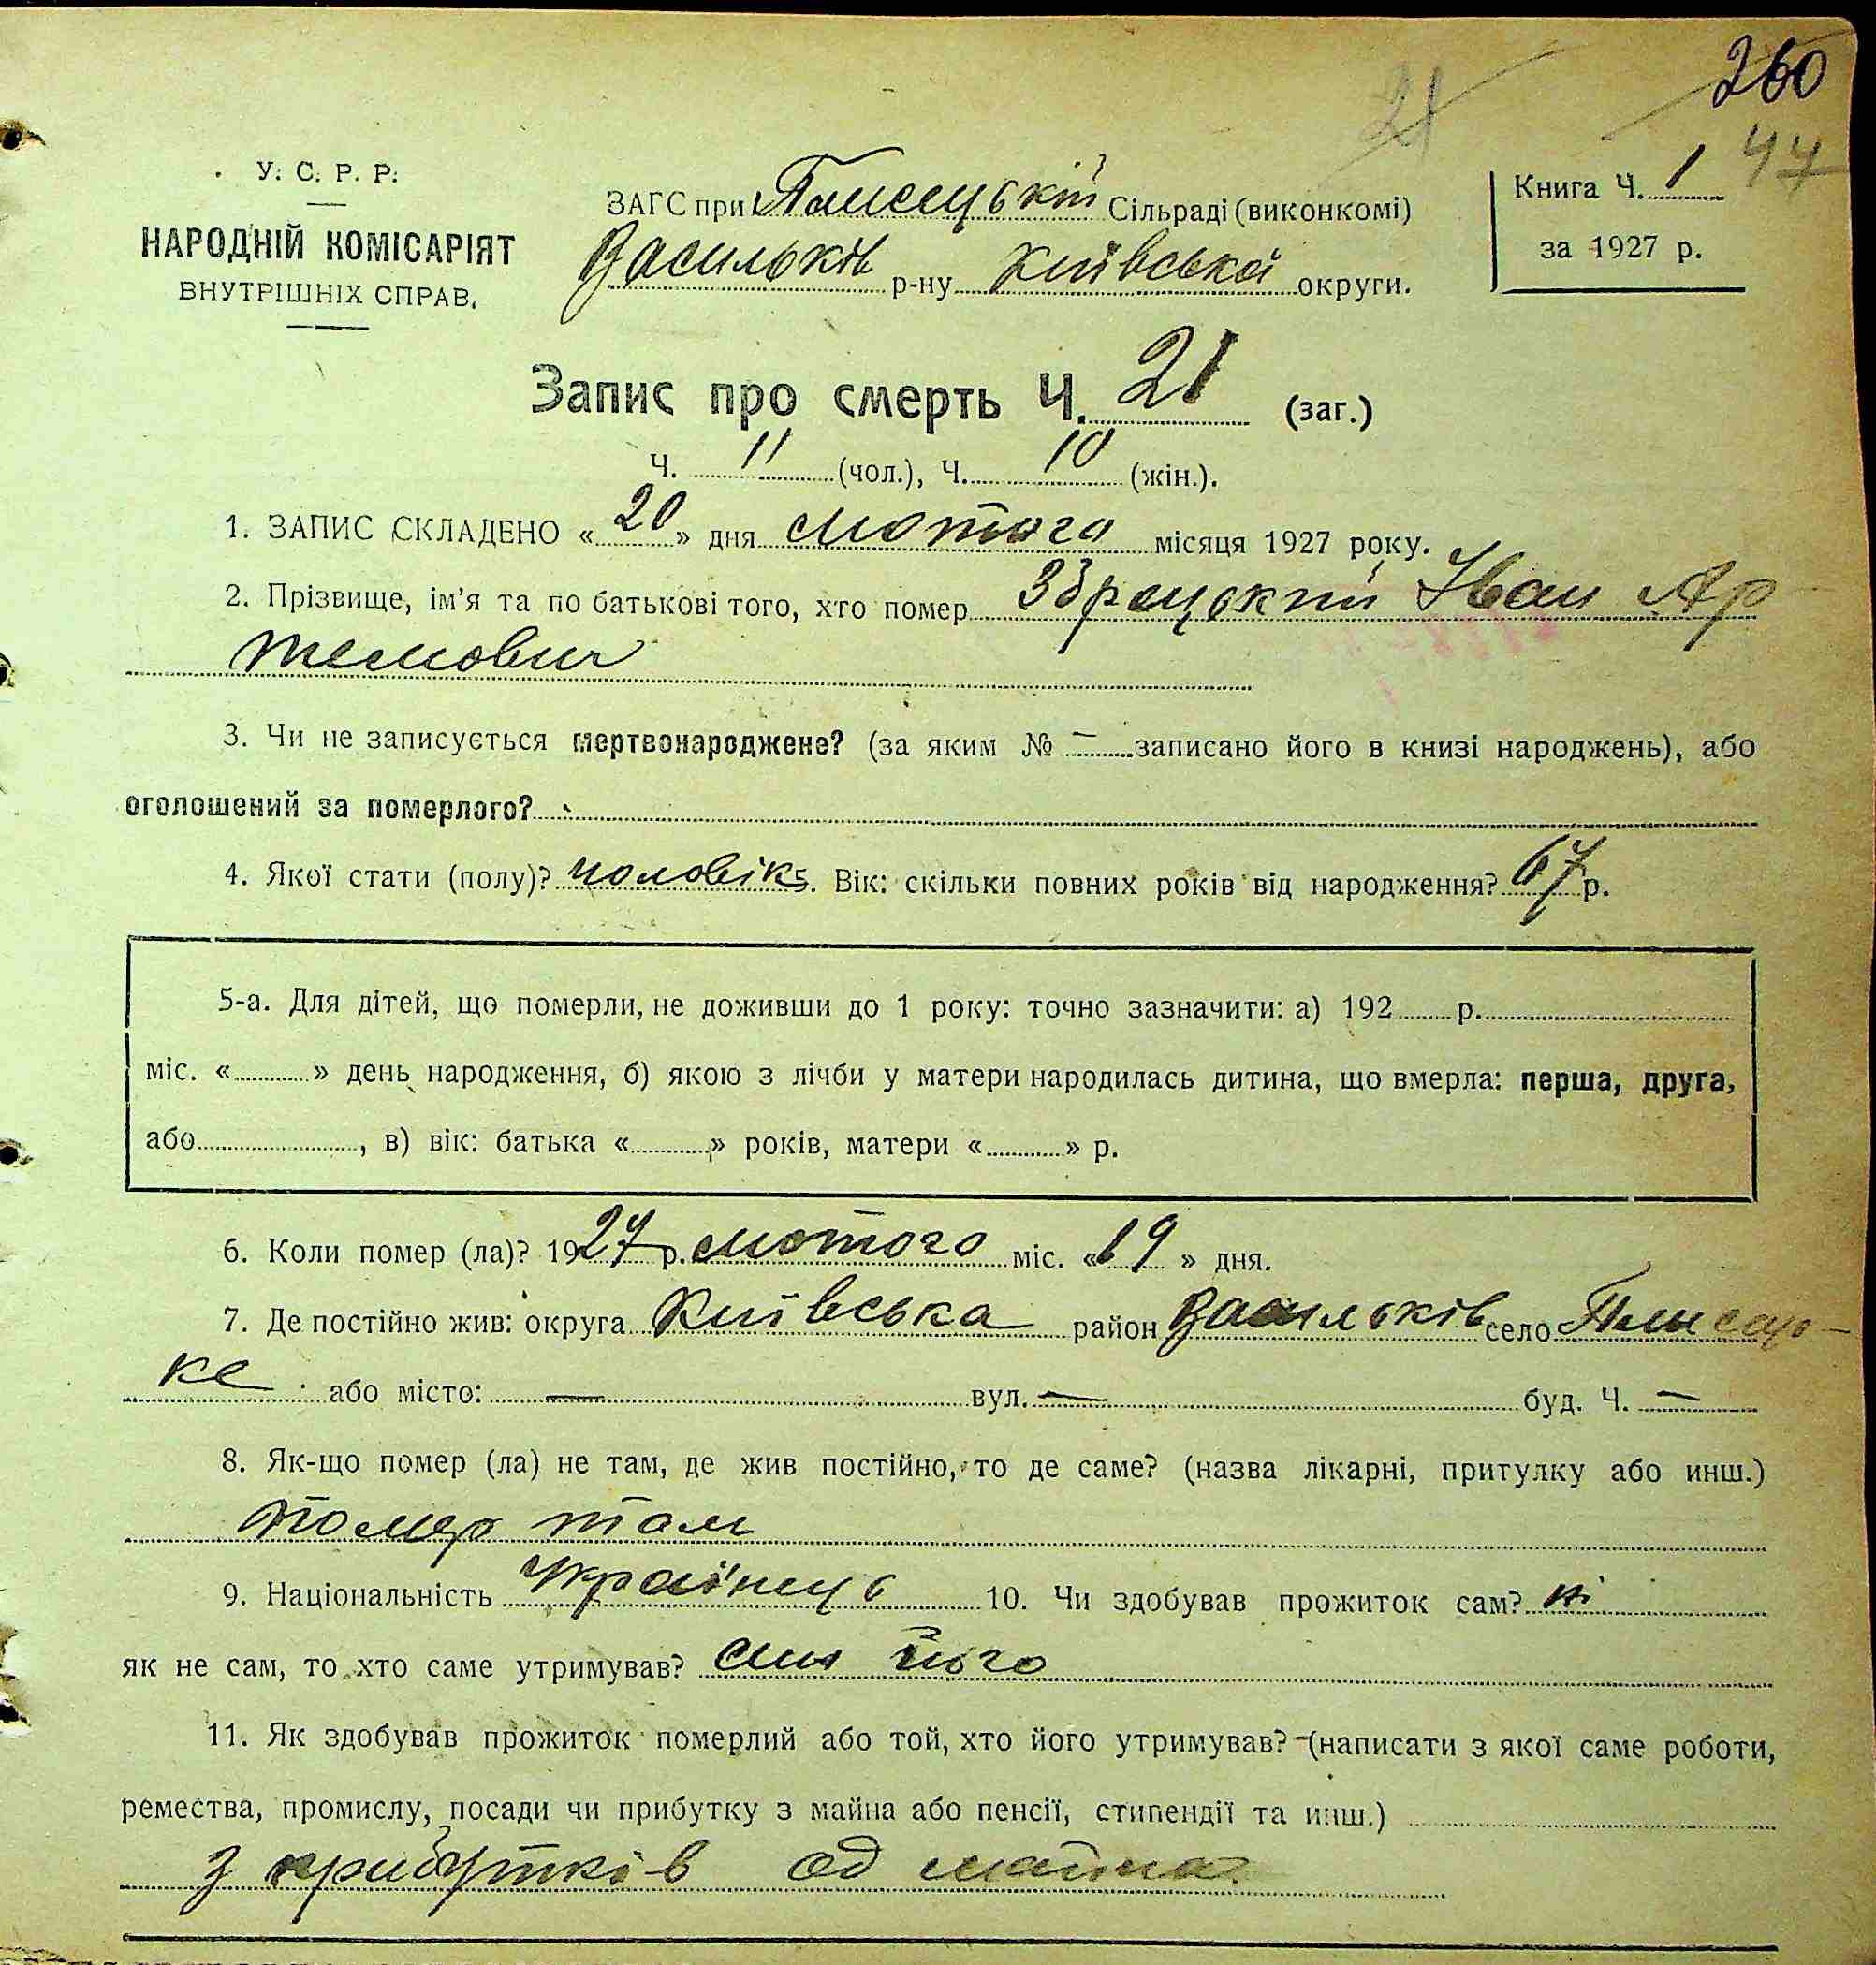 260
21
47
У. С. Р. Р.
НАРОДНІЙ КОМІСАРІЯТ
ВНУТРІШНІХ СПРАВ.
ЗАГС при Сільраді (виконкомі)
Васильків р-ну Київської округи.
Книга Ч. 1
за 1927 р.
Запис про смерть Ч. 21 (заг.)
Ч. 11 (чол.), Ч. 10 (жін.).
1. ЗАПИС СКЛАДЕНО «20» дня лютого місяця 1927 року.
2. Прізвище, ім'я та по батькові того, хто помер Іван Ар
темович
3. Чи не записується мертвонароджене? (за яким № — записано його в книзі народжень), або
оголошений за померлого?
4. Якої стати (полу)? чоловік 5. Вік: скільки повних років від народження? 67 р.
5-а. Для дітей, що померли, не доживши до 1 року: точно зазначити: а) 192 р.
міс. « » день народження, б) якою з лічби у матери народилась дитина, що вмерла: перша, друга,
або , в) вік: батька « » років, матери « » р.
6. Коли помер (ла)? 1927 р. лютого міс. «19» дня.
7. Де постійно жив: округа Київська район Васильків село Плисець-
ке або місто: — вул. — буд. Ч. —
8. Як-що помер (ла) не там, де жив постійно, то де саме? (назва лікарні, притулку або инш.)
помер там
9. Національність Українець 10. Чи здобував прожиток сам? ні
як не сам, то хто саме утримував? син його
11. Як здобував прожиток померлий або той, хто його утримував? (написати з якої саме роботи,
ремества, промислу, посади чи прибутку з майна або пенсії, стипендії та инш.)
з прибутків од майна